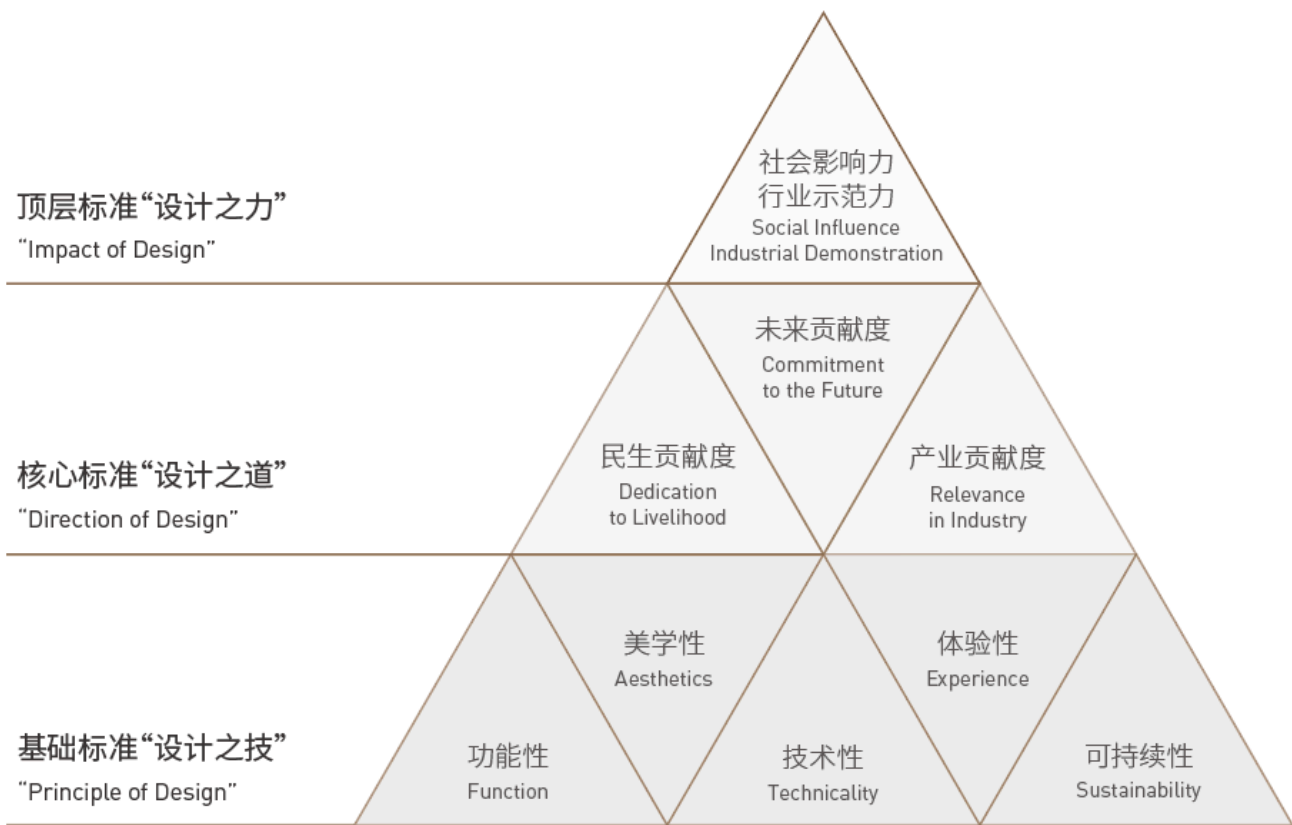 社会影响力
行业示范力
Social Influence
Industrial Demonstration
顶层标准“设计之力”
“Impact of Design”
未来贡献度
Commitment
to the Future
民生贡献度
Dedication
to Livelihood
产业贡献度
Relevance
in Industry
核心标准“设计之道”
“Direction of Design”
美学性
Aesthetics
体验性
Experience
基础标准“设计之技”
“Principle of Design”
功能性
Function
技术性
Technicality
可持续性
Sustainability